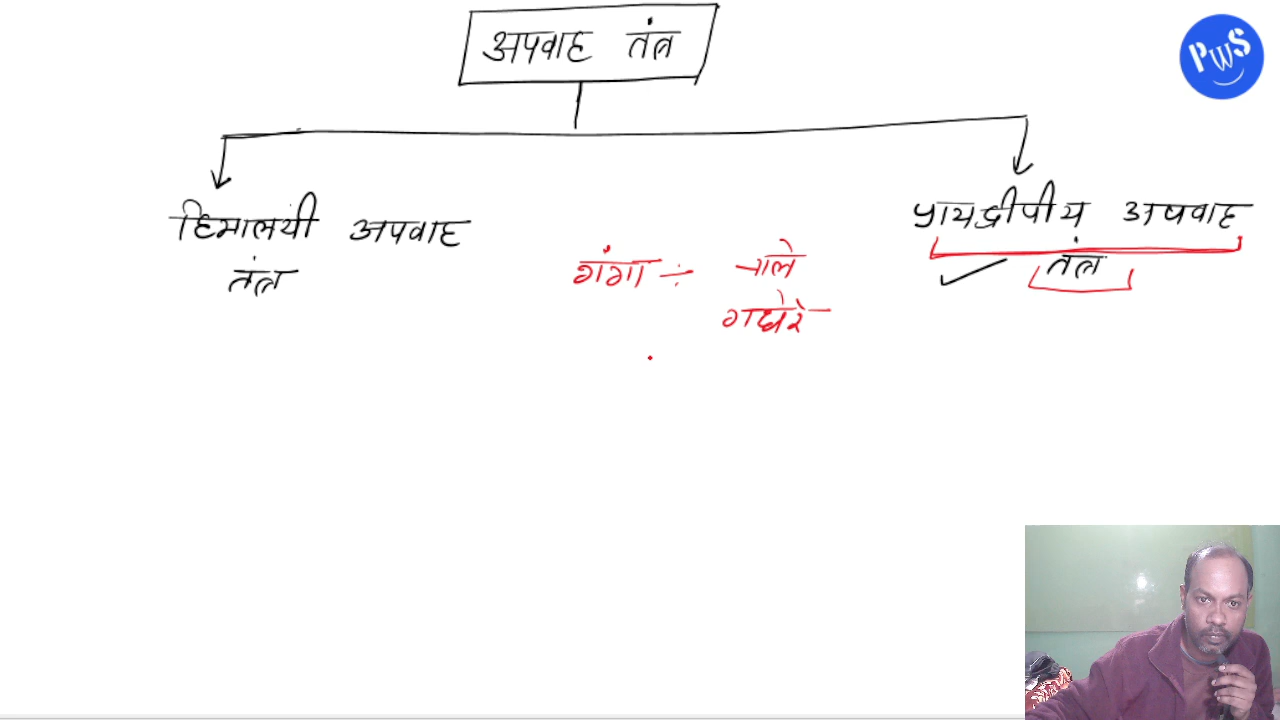 अपवाह तंत्र
PWS
हिमालयी अपवाह
तंत्र
प्रायद्वीपीय अपवाह
तंत्र
गंगा ÷ नाले
गधेरे